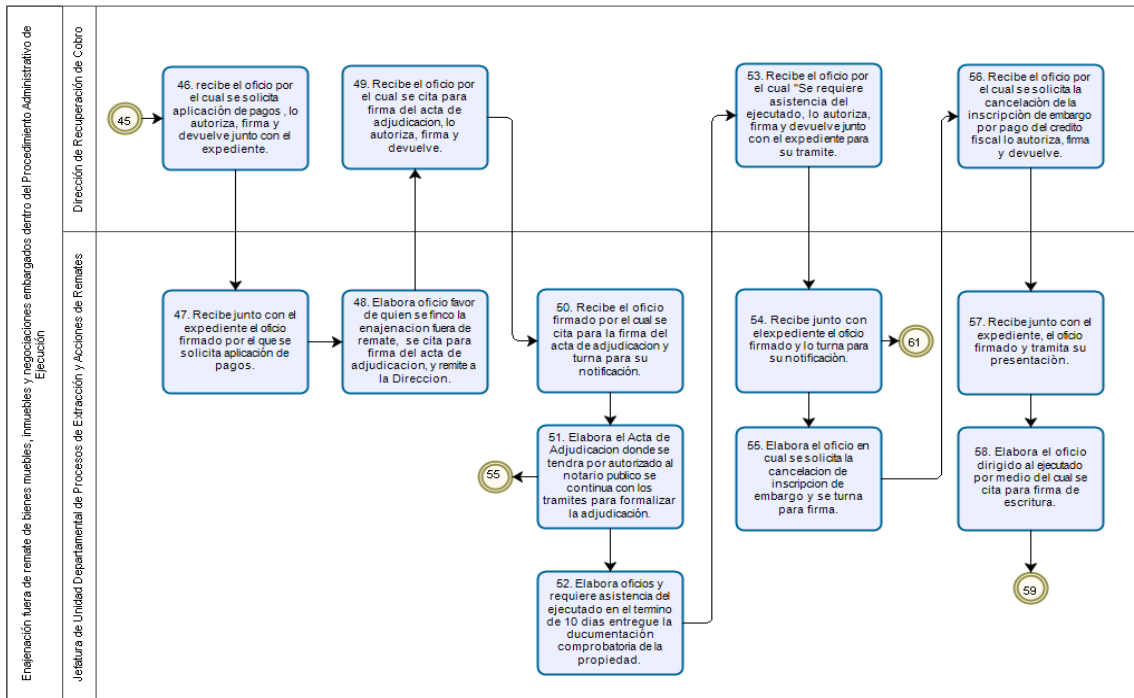 Enajenación fuera de remate de bienes muebles, inmuebles y negociaciones embargados dentro del Procedimiento Administrativo de
Ejecución
Dirección de Recuperación de Cobro
45
46. recibe el oficio por
el cual se solicita
aplicación de pagos , lo
autoriza, firma y
devuelve junto con el
expediente.
49. Recibe el oficio por
el cual se cita para
firma del acta de
adjudicacion, lo
autoriza, firma y
devuelve.
53. Recibe el oficio por
el cual "Se requiere
asistencia del
ejecutado, lo autoriza,
firma y devuelve junto
con el expediente para
su tramite.
56. Recibe el oficio por
el cual se solicita la
cancelaciòn de la
inscripciòn de embargo
por pago del credito
fiscal lo autoriza, firma
y devuelve.
Jefatura de Unidad Departamental de Procesos de Extracción y Acciones de Remates
47. Recibe junto con el
expediente el oficio
firmado por el que se
solicita aplicación de
pagos.
48. Elabora oficio favor
de quien se finco la
enajenacion fuera de
remate, se cita para
firma del acta de
adjudicacion, y remite a
la Direccion.
50. Recibe el oficio
firmado por el cual se
cita para la firma del
acta de adjudicacion y
turna para su
notificación.
54. Recibe junto con
elexpediente el oficio
firmado y lo turna para
su notificaciòn.
61
57. Recibe junto con el
expediente, el oficio
firmado y tramita su
presentaciòn.
51. Elabora el Acta de
Adjudicacion donde se
tendra por autorizado al
notario publico se
continua con los
tramites para formalizar
la adjudicación.
55
55. Elabora el oficio en
cual se solicita la
cancelacion de
inscripcion de
embargo y se turna
para firma.
58. Elabora el oficio
dirigido al ejecutado
por medio del cual se
cita para firma de
escritura.
52. Elabora oficios y
requiere asistencia del
ejecutado en el termino
de 10 dias entregue la
ducumentación
comprobatoria de la
propiedad.
59